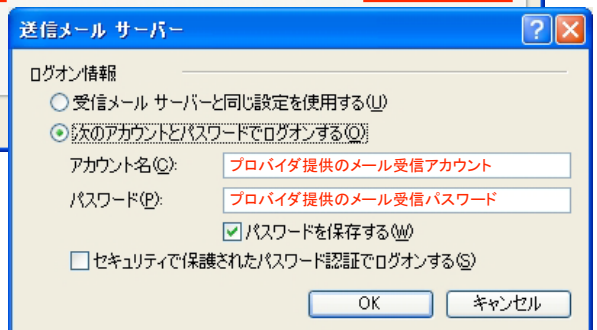 送信メール サーバー
ログオン情報
受信メール サーバーと同じ設定を使用する(U)
次のアカウントとパスワードでログオンする(O)
アカウント名(C): プロバイダ提供のメール受信アカウント
パスワード(P): プロバイダ提供のメール受信パスワード
パスワードを保存する(W)
セキュリティで保護されたパスワード認証でログオンする(S)
OK キャンセル